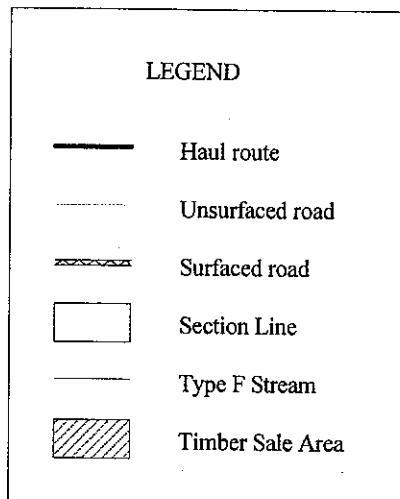 LEGEND
Haul route
Unsurfaced road
Surfaced road
Section Line
Type F Stream
Timber Sale Area